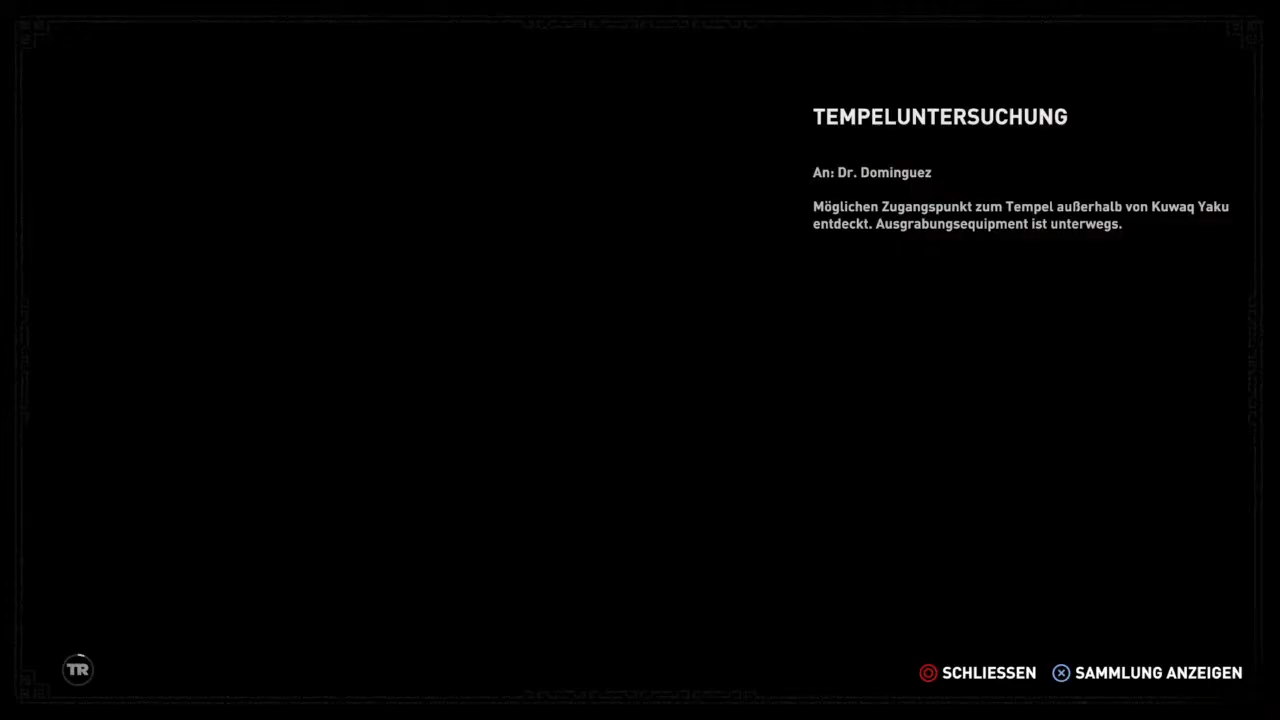 TEMPELUNTERSUCHUNG
An: Dr. Dominguez
Möglichen Zugangspunkt zum Tempel außerhalb von Kuwaq Yaku
entdeckt. Ausgrabungsequipment ist unterwegs.
TR
SCHLIESSEN SAMMLUNG ANZEIGEN